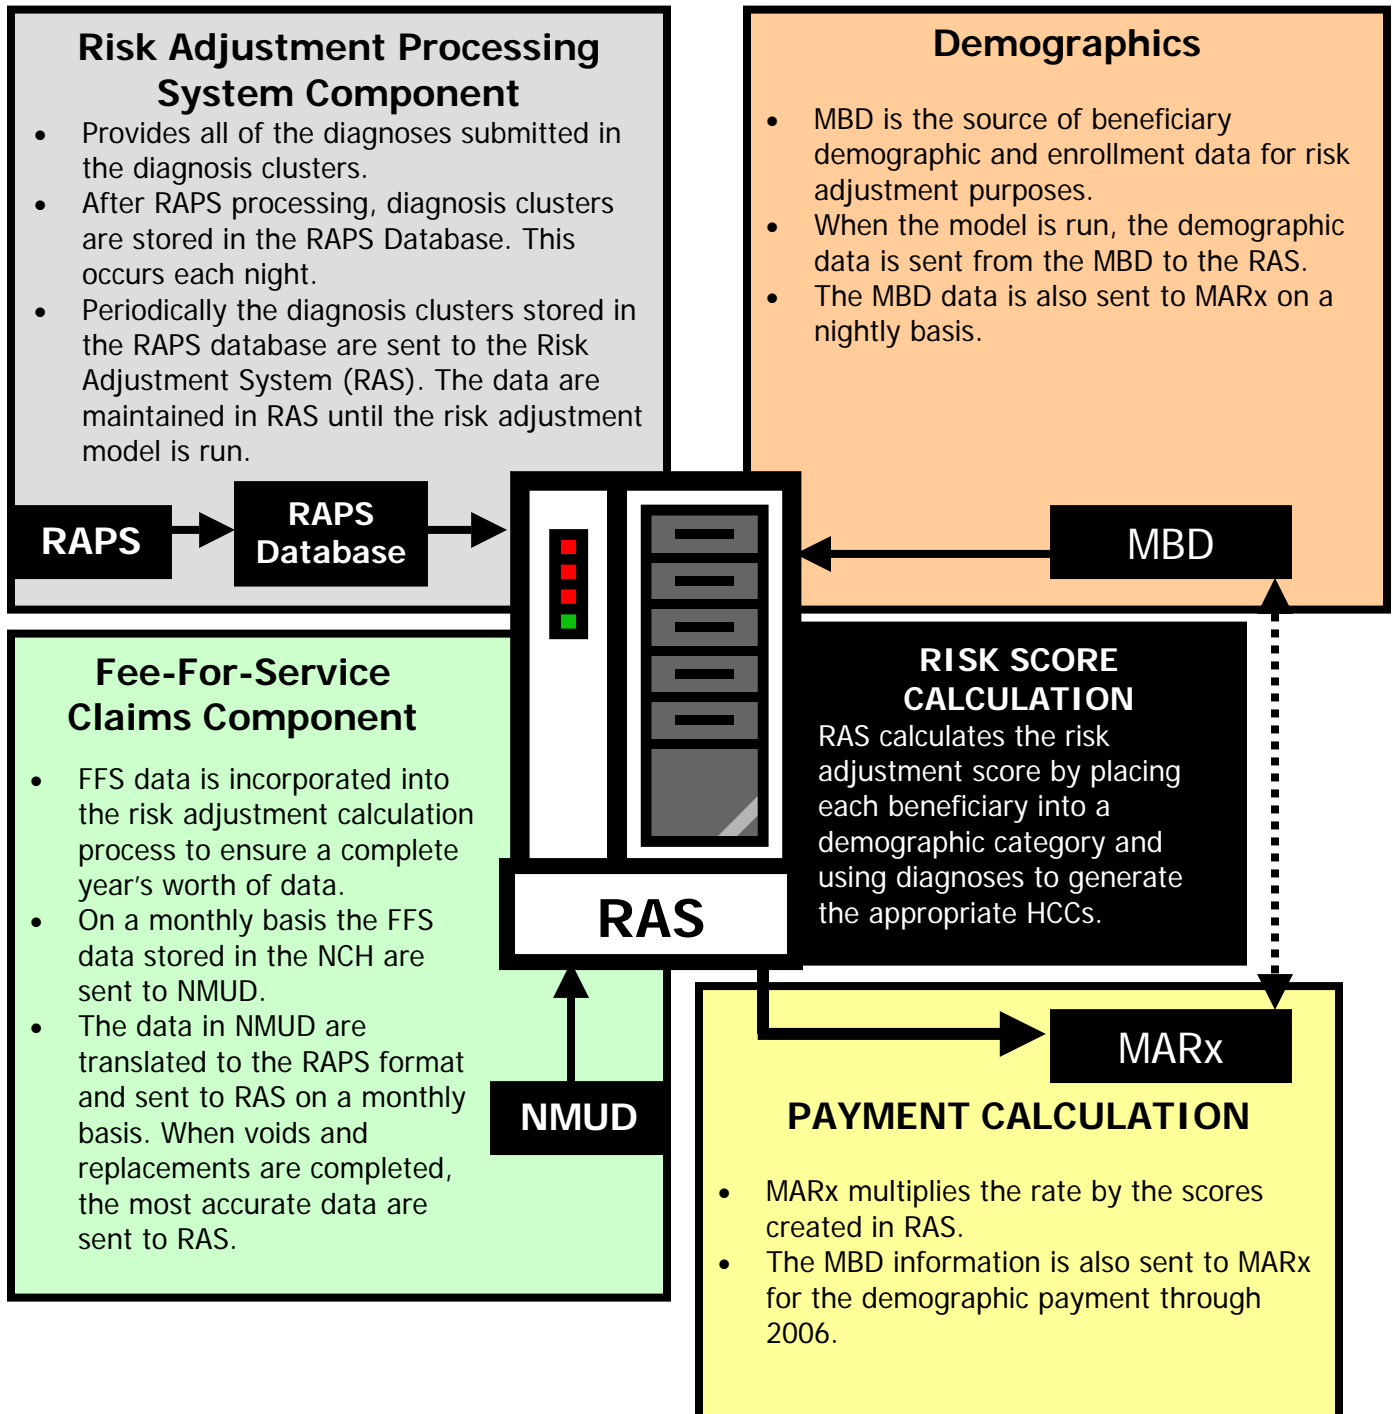 Risk Adjustment Processing
System Component
• Provides all of the diagnoses submitted in
the diagnosis clusters.
• After RAPS processing, diagnosis clusters
are stored in the RAPS Database. This
occurs each night.
• Periodically the diagnosis clusters stored in
the RAPS database are sent to the Risk
Adjustment System (RAS). The data are
maintained in RAS until the risk adjustment
model is run.
RAPS
RAPS
Database
Demographics
• MBD is the source of beneficiary
demographic and enrollment data for risk
adjustment purposes.
• When the model is run, the demographic
data is sent from the MBD to the RAS.
• The MBD data is also sent to MARx on a
nightly basis.
MBD
Fee-For-Service
Claims Component
• FFS data is incorporated into
the risk adjustment calculation
process to ensure a complete
year's worth of data.
• On a monthly basis the FFS
data stored in the NCH are
sent to NMUD.
• The data in NMUD are
translated to the RAPS format
and sent to RAS on a monthly
basis. When voids and
replacements are completed,
the most accurate data are
sent to RAS.
NMUD
RAS
RISK SCORE
CALCULATION
RAS calculates the risk
adjustment score by placing
each beneficiary into a
demographic category and
using diagnoses to generate
the appropriate HCCs.
MARx
PAYMENT CALCULATION
• MARx multiplies the rate by the scores
created in RAS.
• The MBD information is also sent to MARx
for the demographic payment through
2006.